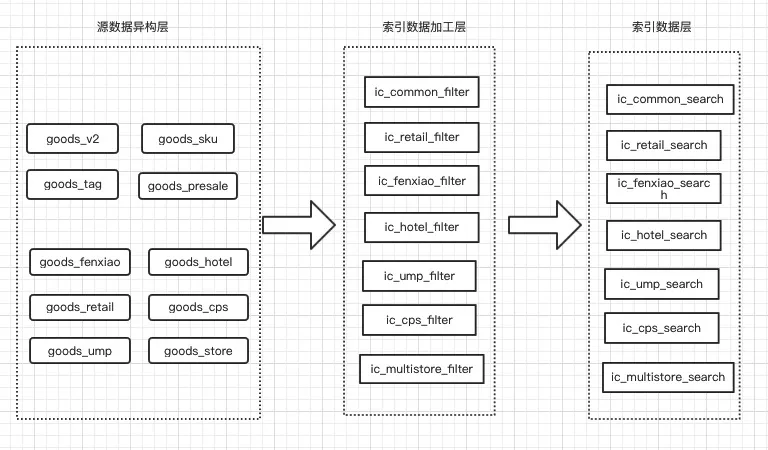 源数据异构层
goods_v2
goods_sku
goods_tag
goods_presale
goods_fenxiao
goods_hotel
goods_retail
goods_cps
goods_ump
goods_store
索引数据加工层
ic_common_filter
ic_retail_filter
ic_fenxiao_filter
ic_hotel_filter
ic_ump_filter
ic_cps_filter
ic_multistore_filter
索引数据层
ic_common_search
ic_retail_search
ic_fenxiao_searc
h
ic_hotel_search
ic_ump_search
ic_cps_search
ic_multistore_search